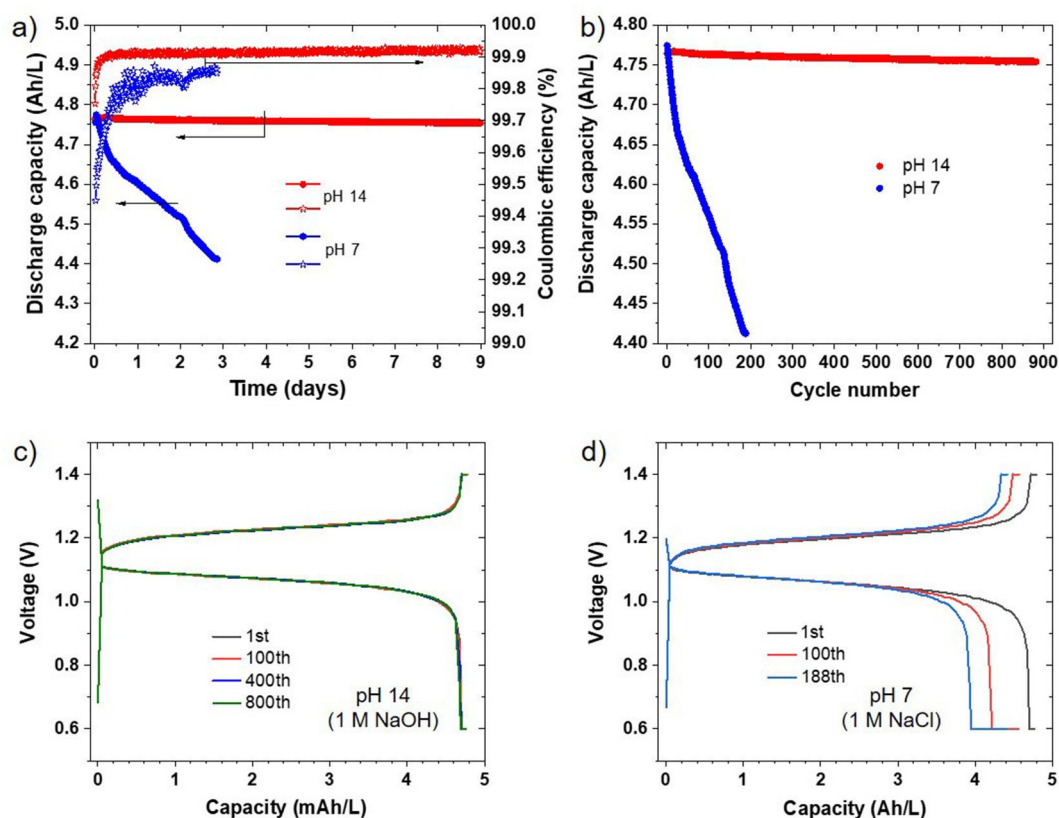 a)
5.0
4.9
4.8
4.7
4.6
4.5
4.4
4.3
4.2
Discharge capacity (Ah/L)
0 1 2 3 4 5 6 7 8 9
Time (days)
100.0
99.9
99.8
99.7
99.6
99.5
99.4
99.3
99.2
99.1
99.0
Coulombic efficiency (%)
pH 14
pH 7
b)
4.80
4.75
4.70
4.65
4.60
4.55
4.50
4.45
4.40
Discharge capacity (Ah/L)
pH 14
pH 7
0 100 200 300 400 500 600 700 800 900
Cycle number
c)
1.4
1.2
1.0
0.8
0.6
Voltage (V)
1st
100th
400th
800th
pH 14
(1 M NaOH)
0 1 2 3 4 5
Capacity (mAh/L)
d)
1.4
1.2
1.0
0.8
0.6
Voltage (V)
1st
100th
188th
pH 7
(1 M NaCl)
0 1 2 3 4 5
Capacity (Ah/L)